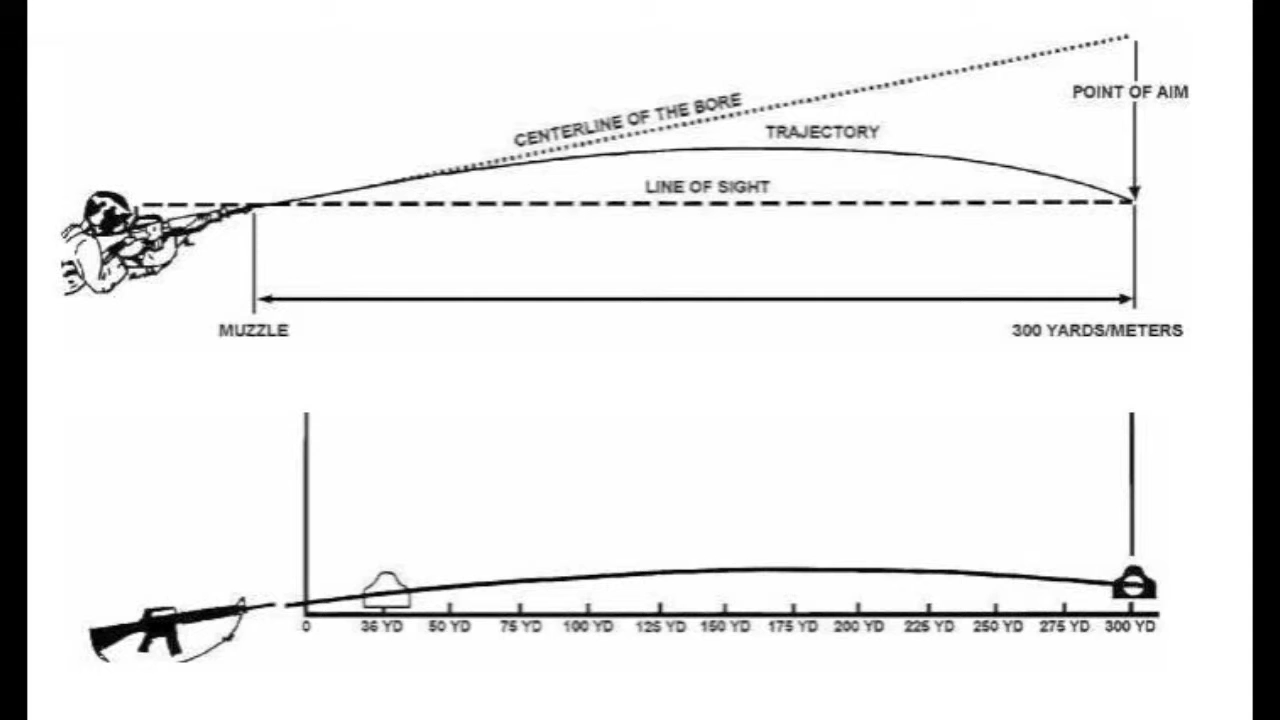 CENTERLINE OF THE BORE
POINT OF AIM
TRAJECTORY
LINE OF SIGHT
MUZZLE
300 YARDS/METERS
0 36 YD 50 YD 75 YD 100 YD 125 YD 150 YD 175 YD 200 YD 225 YD 250 YD 275 YD 300 YD